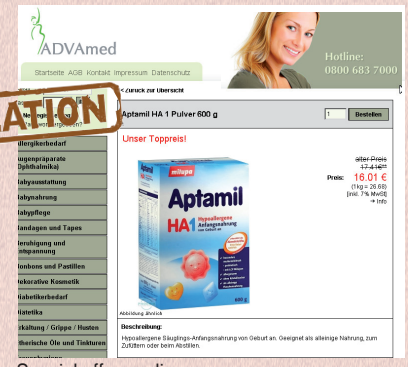 ADVAmed
Hotline:
0800 683 7000
Startseite AGB Kontakt Impressum Datenschutz
< Zurück zur Übersicht
ATION
Aptamil HA 1 Pulver 600 g
1 Bestellen
Unser Toppreis!
alter Preis
17.41€**
Preis: 16.01 €
(1kg = 26.68)
[inkl. 7% MwSt]
Info
milupa
Aptamil
HA1 Hypoallergene
Anfangsnahrung
von Geburt an
600 g
Abbildung ähnlich
llergikerbedarf
ugenpräparate
Ophthalmika)
abyausstattung
abynahrung
abypflege
andagen und Tapes
eruhigung und
ntspannung
onbons und Pastillen
ekorative Kosmetik
iabetikerbedarf
iätetika
rkältung / Grippe / Husten
therische Öle und Tinkturen
Beschreibung:
Hypoallergene Säuglings-Anfangsnahrung von Geburt an. Geeignet als alleinige Nahrung, zum
Zufüttern oder beim Abstillen.